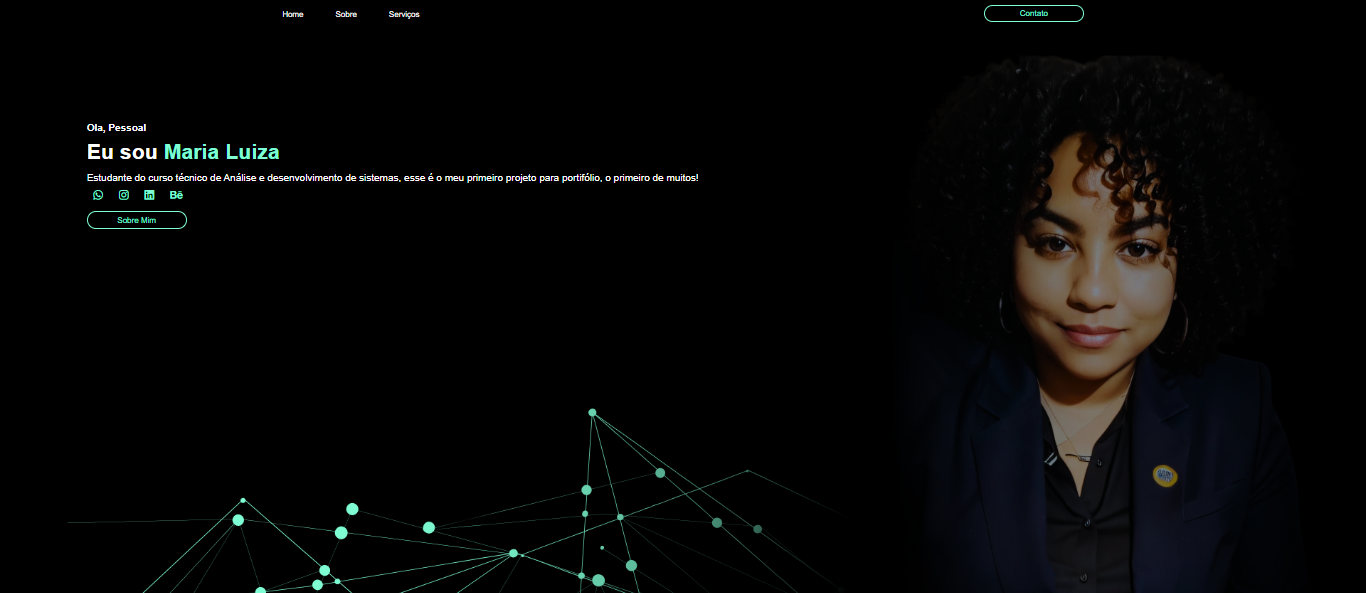 Home Sobre Serviços Contato
Ola, Pessoal
Eu sou Maria Luiza
Estudante do curso técnico de Análise e desenvolvimento de sistemas, esse é o meu primeiro projeto para portifólio, o primeiro de muitos!
Bē
Sobre Mim